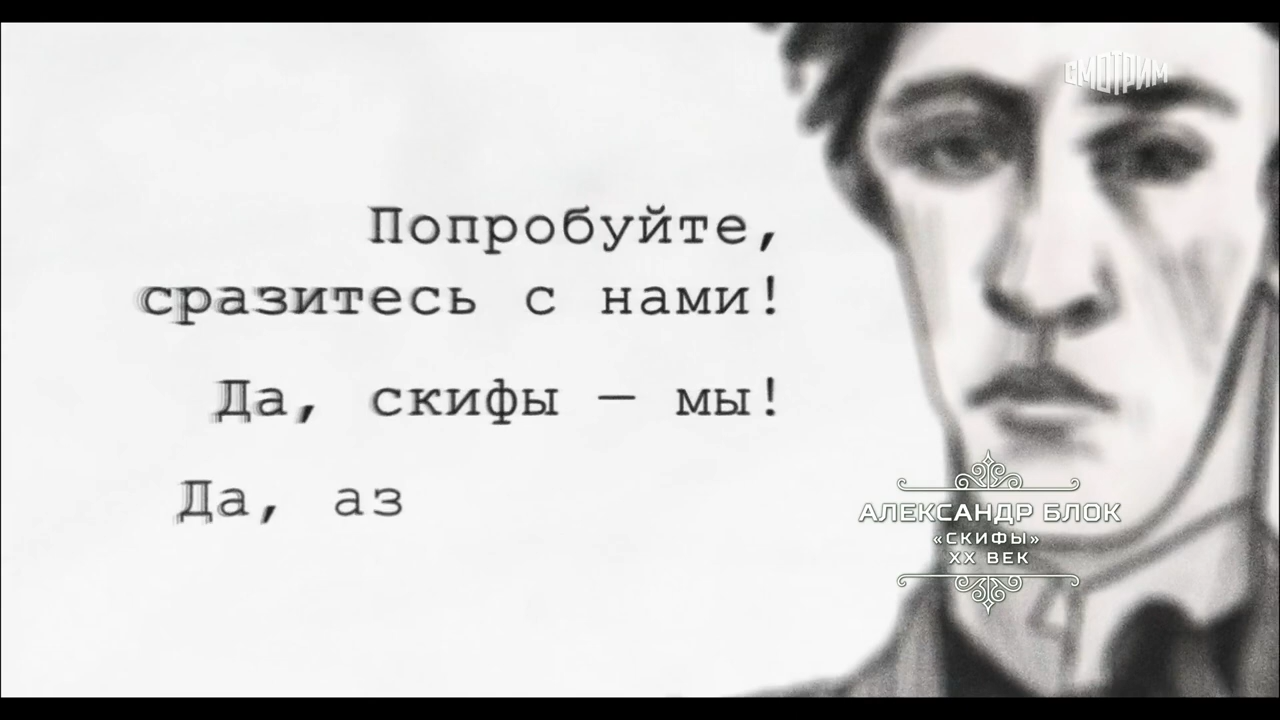 СМОТРИМ
Попробуйте,
сразитесь с нами!
Да, скифы — мы!
Да, аз
АЛЕКСАНДР БЛОК
«СКИФЫ»
XX ВЕК